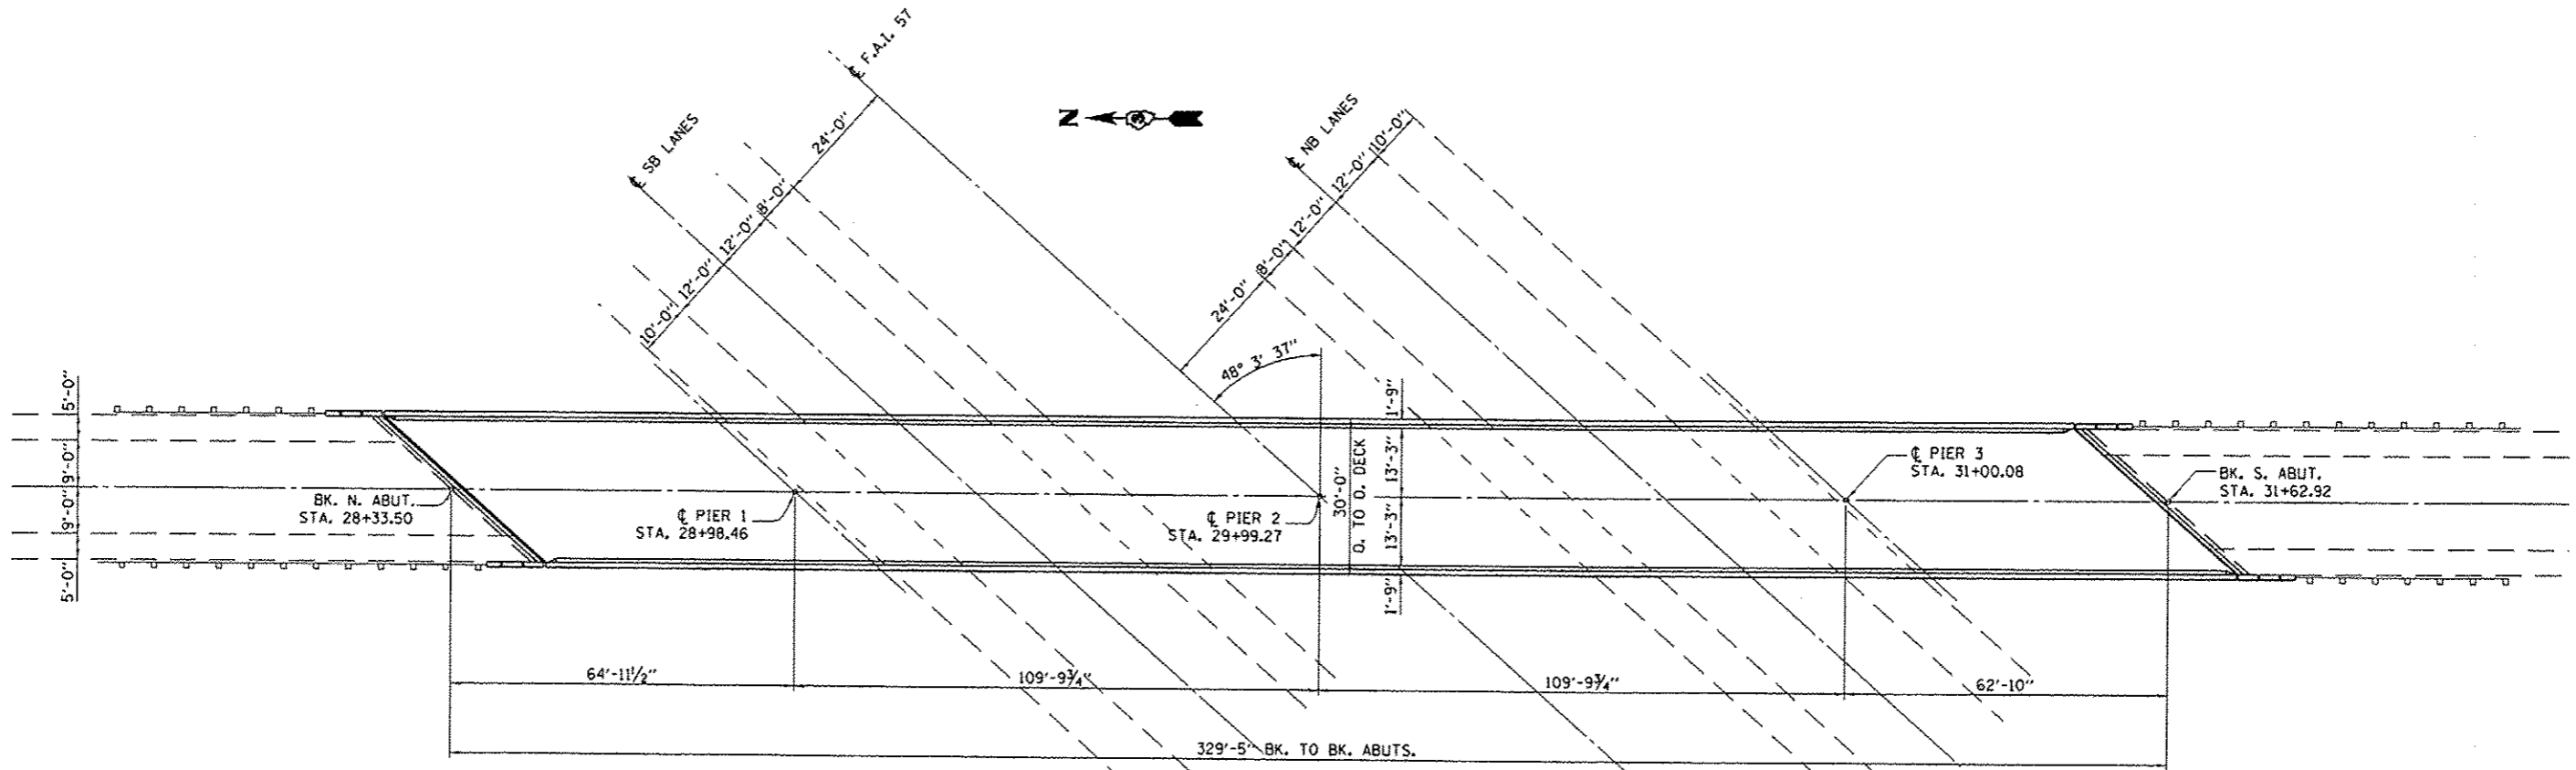 ℄ F.A.I. 57
℄ SB LANES
24'-0"
8'-0"
12'-0"
12'-0"
10'-0"
N
℄ NB LANES
10'-0"
12'-0"
12'-0"
8'-0"
24'-0"
48° 3' 37"
5'-0"
9'-0"
9'-0"
5'-0"
BK. N. ABUT.
STA. 28+33.50
℄ PIER 1
STA. 28+98.46
℄ PIER 2
STA. 29+99.27
30'-0"
O. TO O. DECK
1'-9"
13'-3"
13'-3"
1'-9"
℄ PIER 3
STA. 31+00.08
BK. S. ABUT.
STA. 31+62.92
64'-11½"
109'-9¾"
109'-9¾"
62'-10"
329'-5" BK. TO BK. ABUTS.